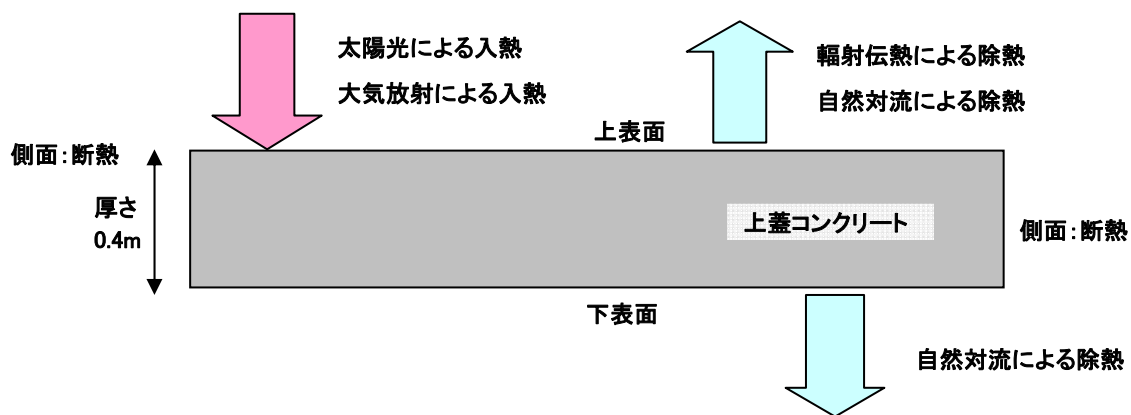 太陽光による入熱
大気放射による入熱
輻射伝熱による除熱
自然対流による除熱
上表面
側面:断熱
厚さ
0.4m
上蓋コンクリート
側面:断熱
下表面
自然対流による除熱